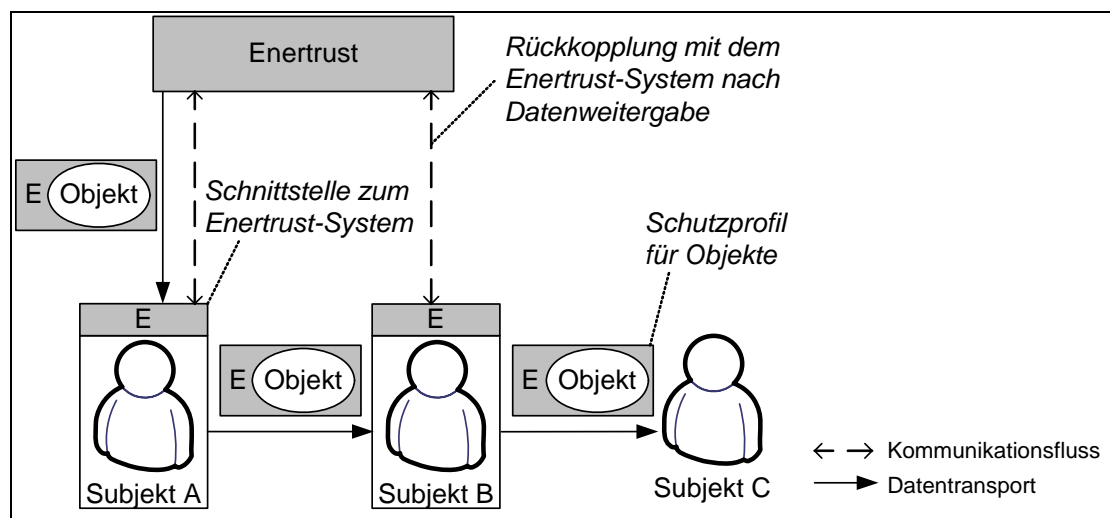 Enertrust
Rückkopplung mit dem
Enertrust-System nach
Datenweitergabe
E Objekt
Schnittstelle zum
Enertrust-System
Schutzprofil
für Objekte
E
E
E Objekt
E Objekt
Subjekt A
Subjekt B
Subjekt C
Kommunikationsfluss
Datentransport